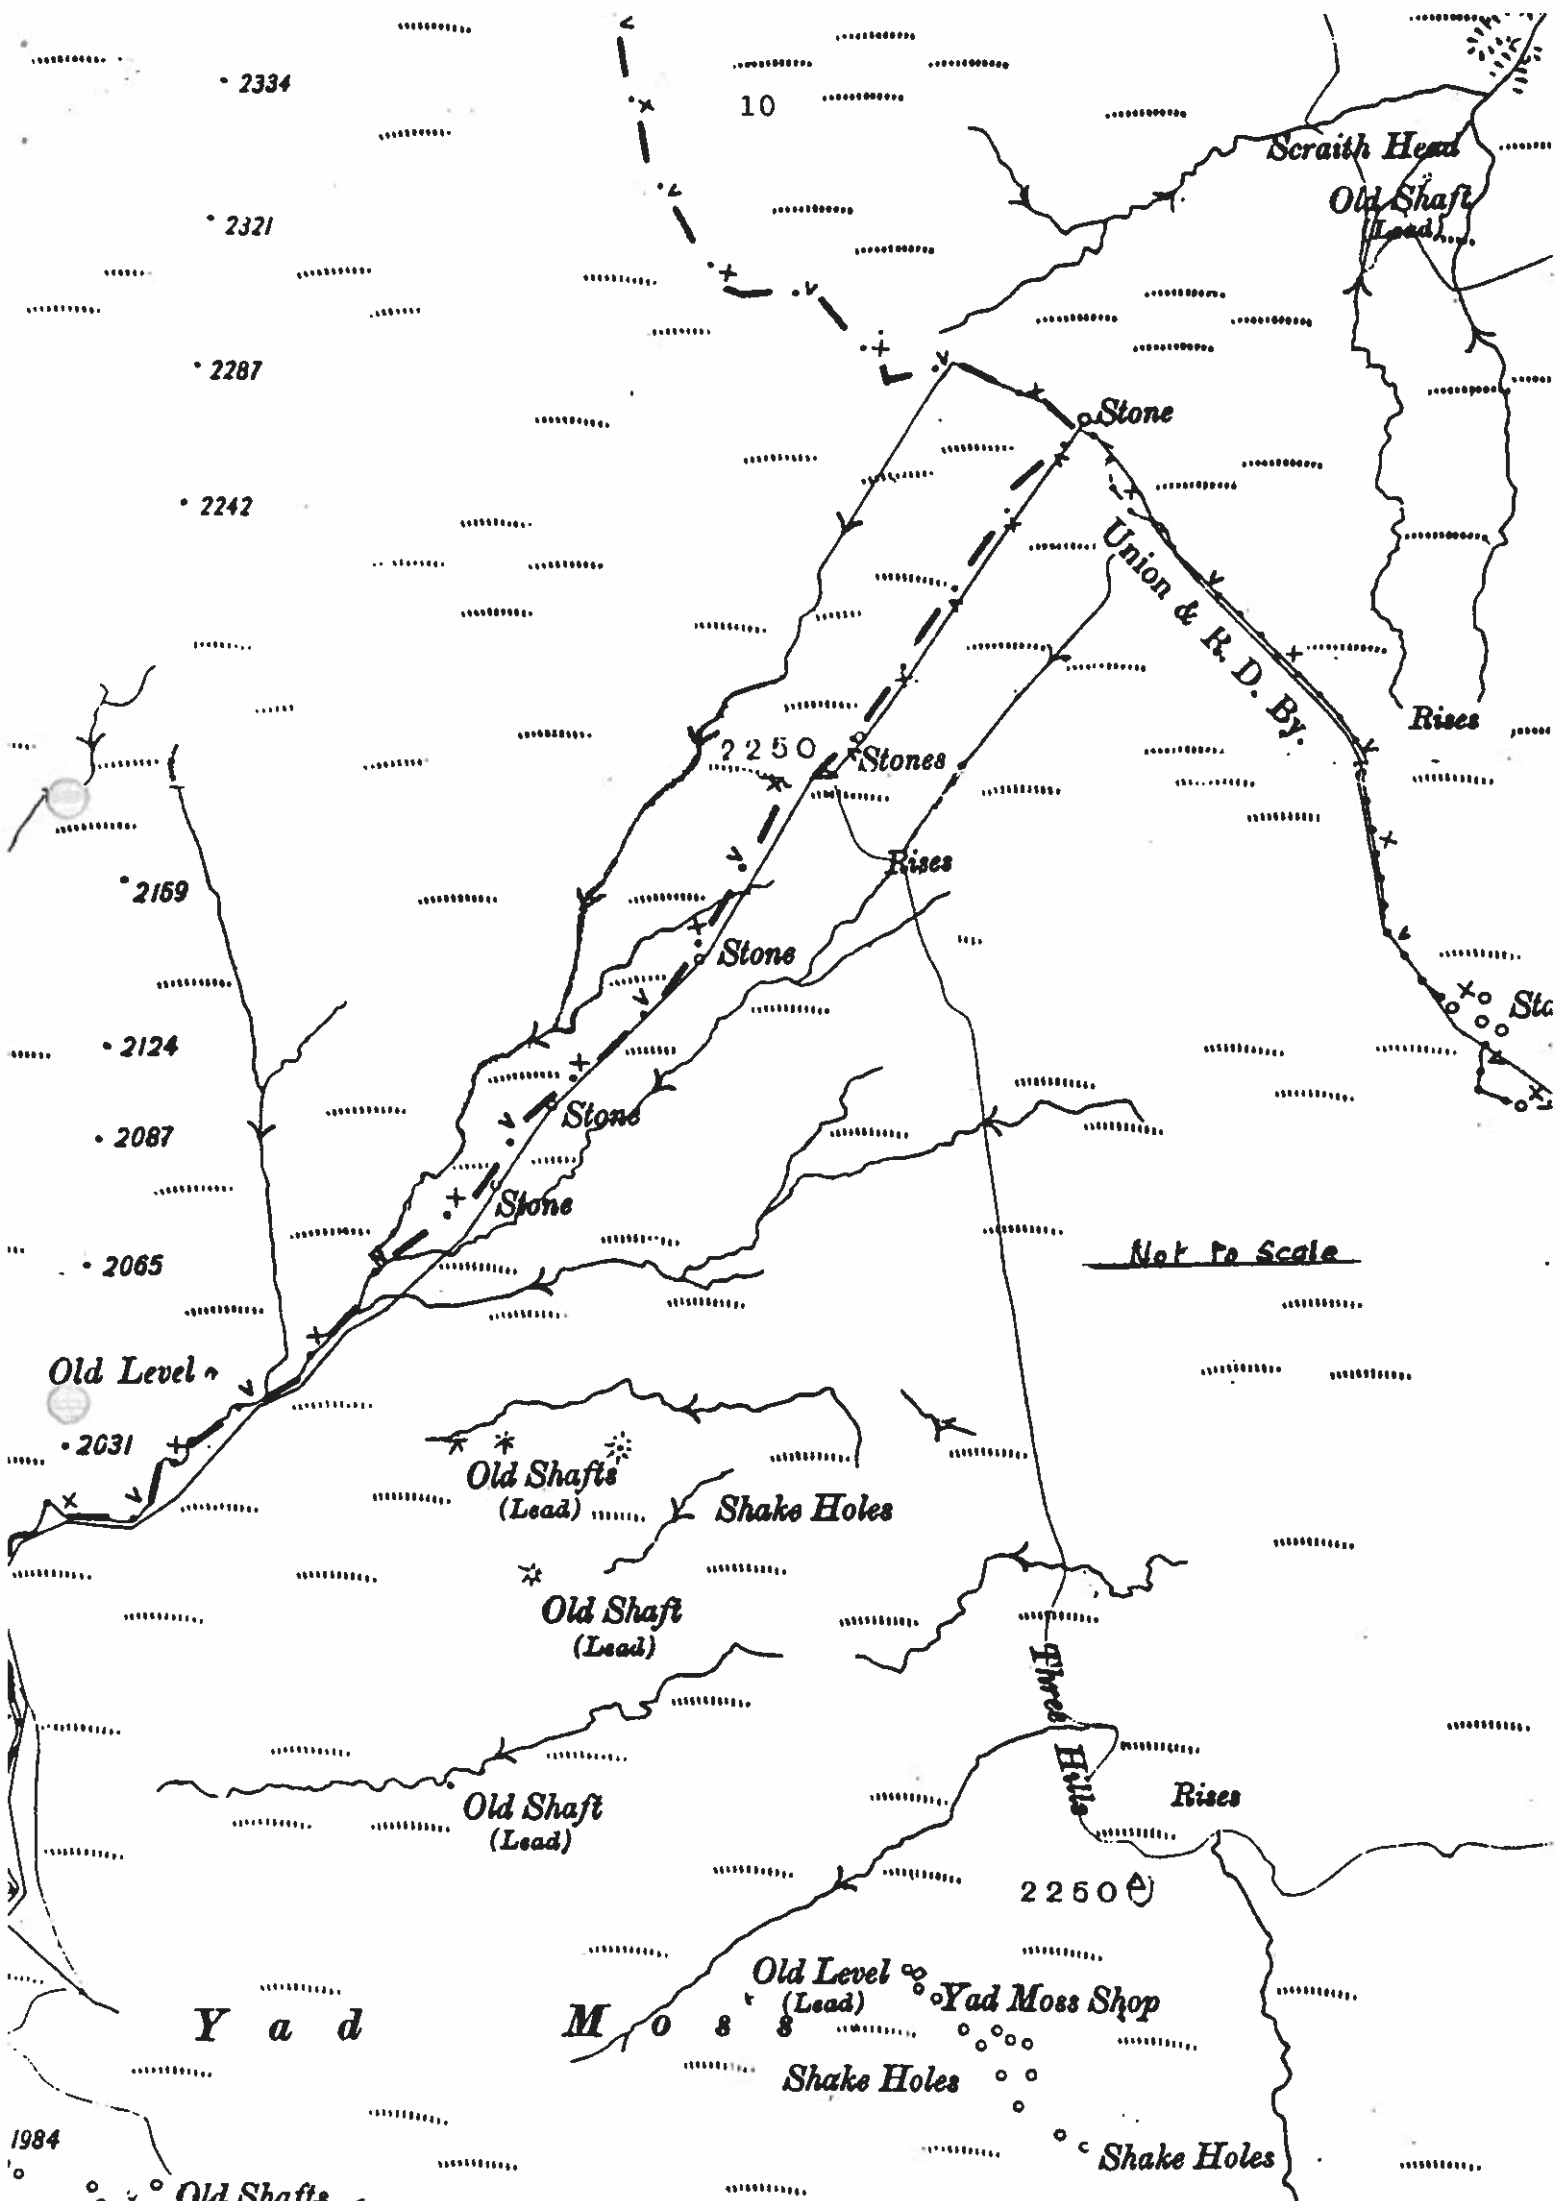 2334
10
Scraith Head
Old Shaft
(Lead)
2321
2287
Stone
2242
Union & R. D. By.
Rises
2250
Stones
Rises
2169
Stone
2124
2087
Stone
Stone
2065
Not to Scale
Old Level
2031
Old Shafts
(Lead)
Shake Holes
Old Shaft
(Lead)
Three Hills
Old Shaft
(Lead)
Rises
2250
Old Level
(Lead)
Yad Moss Shop
Yad Moss
Shake Holes
1984
Shake Holes
Old Shafts